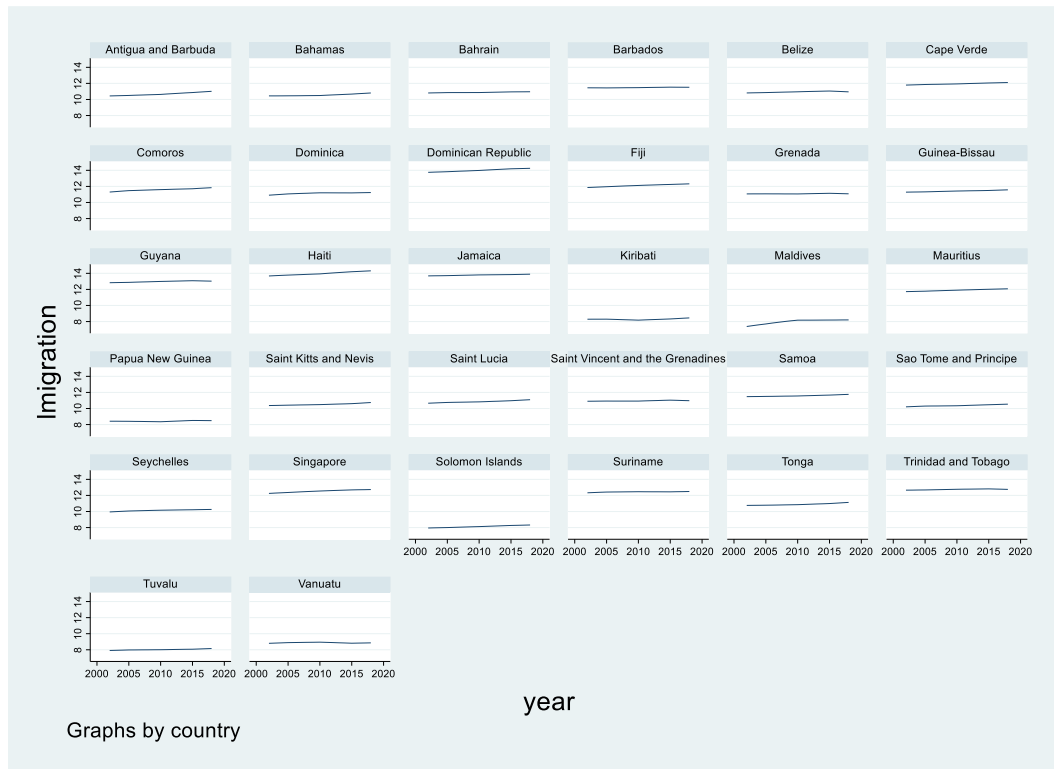 Antigua and Barbuda Bahamas Bahrain Barbados Belize Cape Verde
8 10 12 14
Comoros Dominica Dominican Republic Fiji Grenada Guinea-Bissau
8 10 12 14
Guyana Haiti Jamaica Kiribati Maldives Mauritius
8 10 12 14
Papua New Guinea Saint Kitts and Nevis Saint Lucia Saint Vincent and the Grenadines Samoa Sao Tome and Principe
8 10 12 14
Seychelles Singapore Solomon Islands Suriname Tonga Trinidad and Tobago
8 10 12 14
2000 2005 2010 2015 2020 2000 2005 2010 2015 2020 2000 2005 2010 2015 2020 2000 2005 2010 2015 2020
Tuvalu Vanuatu
8 10 12 14
2000 2005 2010 2015 2020 2000 2005 2010 2015 2020
Imigration
year
Graphs by country